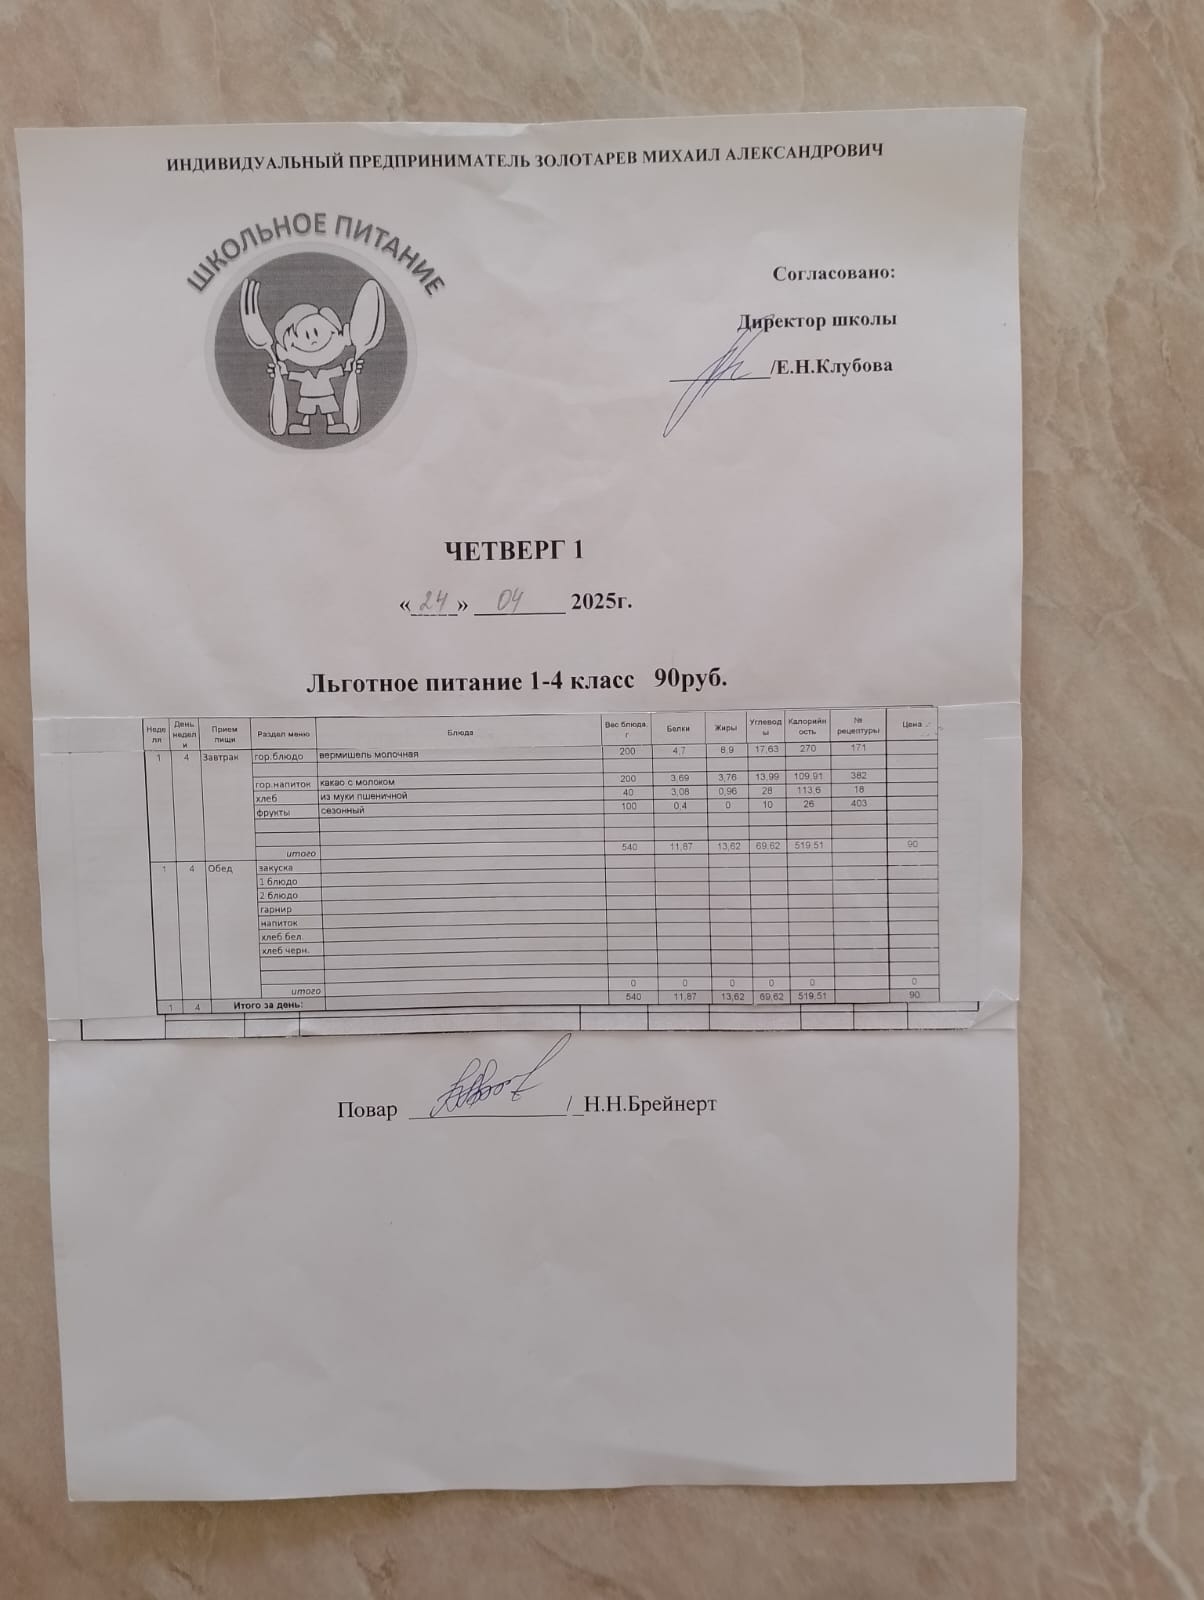 ИНДИВИДУАЛЬНЫЙ ПРЕДПРИНИМАТЕЛЬ ЗОЛОТАРЕВ МИХАИЛ АЛЕКСАНДРОВИЧ
ШКОЛЬНОЕ ПИТАНИЕ
Согласовано:
Директор школы
/Е.Н.Клубова
ЧЕТВЕРГ 1
«24» 04 2025г.
Льготное питание 1-4 класс 90руб.
Неделя День недели Прием пищи Раздел меню Блюда Вес блюда, г Белки Жиры Углеводы Калорийность № рецептуры Цена
1 4 Завтрак гор.блюдо вермишель молочная 200 4,7 8,9 17,63 270 171
гор.напиток какао с молоком 200 3,69 3,76 13,99 109,91 382
хлеб из муки пшеничной 40 3,08 0,96 28 113,6 18
фрукты сезонный 100 0,4 0 10 26 403
итого 540 11,87 13,62 69,62 519,51 90
1 4 Обед закуска
1 блюдо
2 блюдо
гарнир
напиток
хлеб бел.
хлеб черн.
итого 0 0 0 0 0 0
1 4 Итого за день: 540 11,87 13,62 69,62 519,51 90
Повар /_Н.Н.Брейнерт